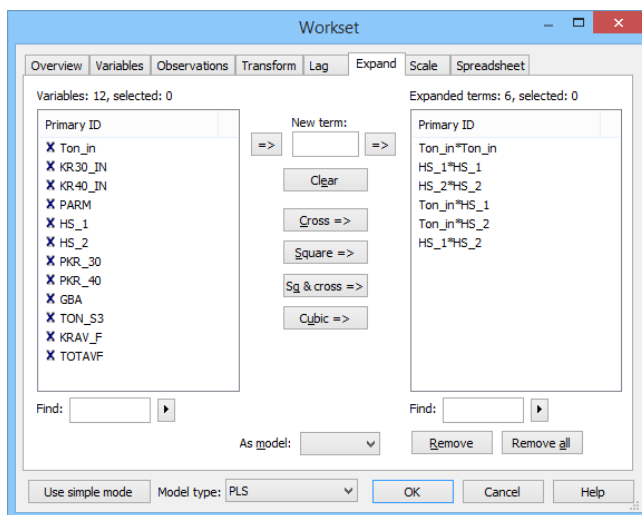 Workset
Overview Variables Observations Transform Lag Expand Scale Spreadsheet
Variables: 12, selected: 0
Primary ID
X Ton_in
X KR30_IN
X KR40_IN
X PARM
X HS_1
X HS_2
X PKR_30
X PKR_40
X GBA
X TON_S3
X KRAV_F
X TOTAVF
Find:
New term:
=> =>
Clear
Cross =>
Square =>
Sq & cross =>
Cubic =>
As model:
Expanded terms: 6, selected: 0
Primary ID
Ton_in*Ton_in
HS_1*HS_1
HS_2*HS_2
Ton_in*HS_1
Ton_in*HS_2
HS_1*HS_2
Find:
Remove Remove all
Use simple mode Model type: PLS OK Cancel Help